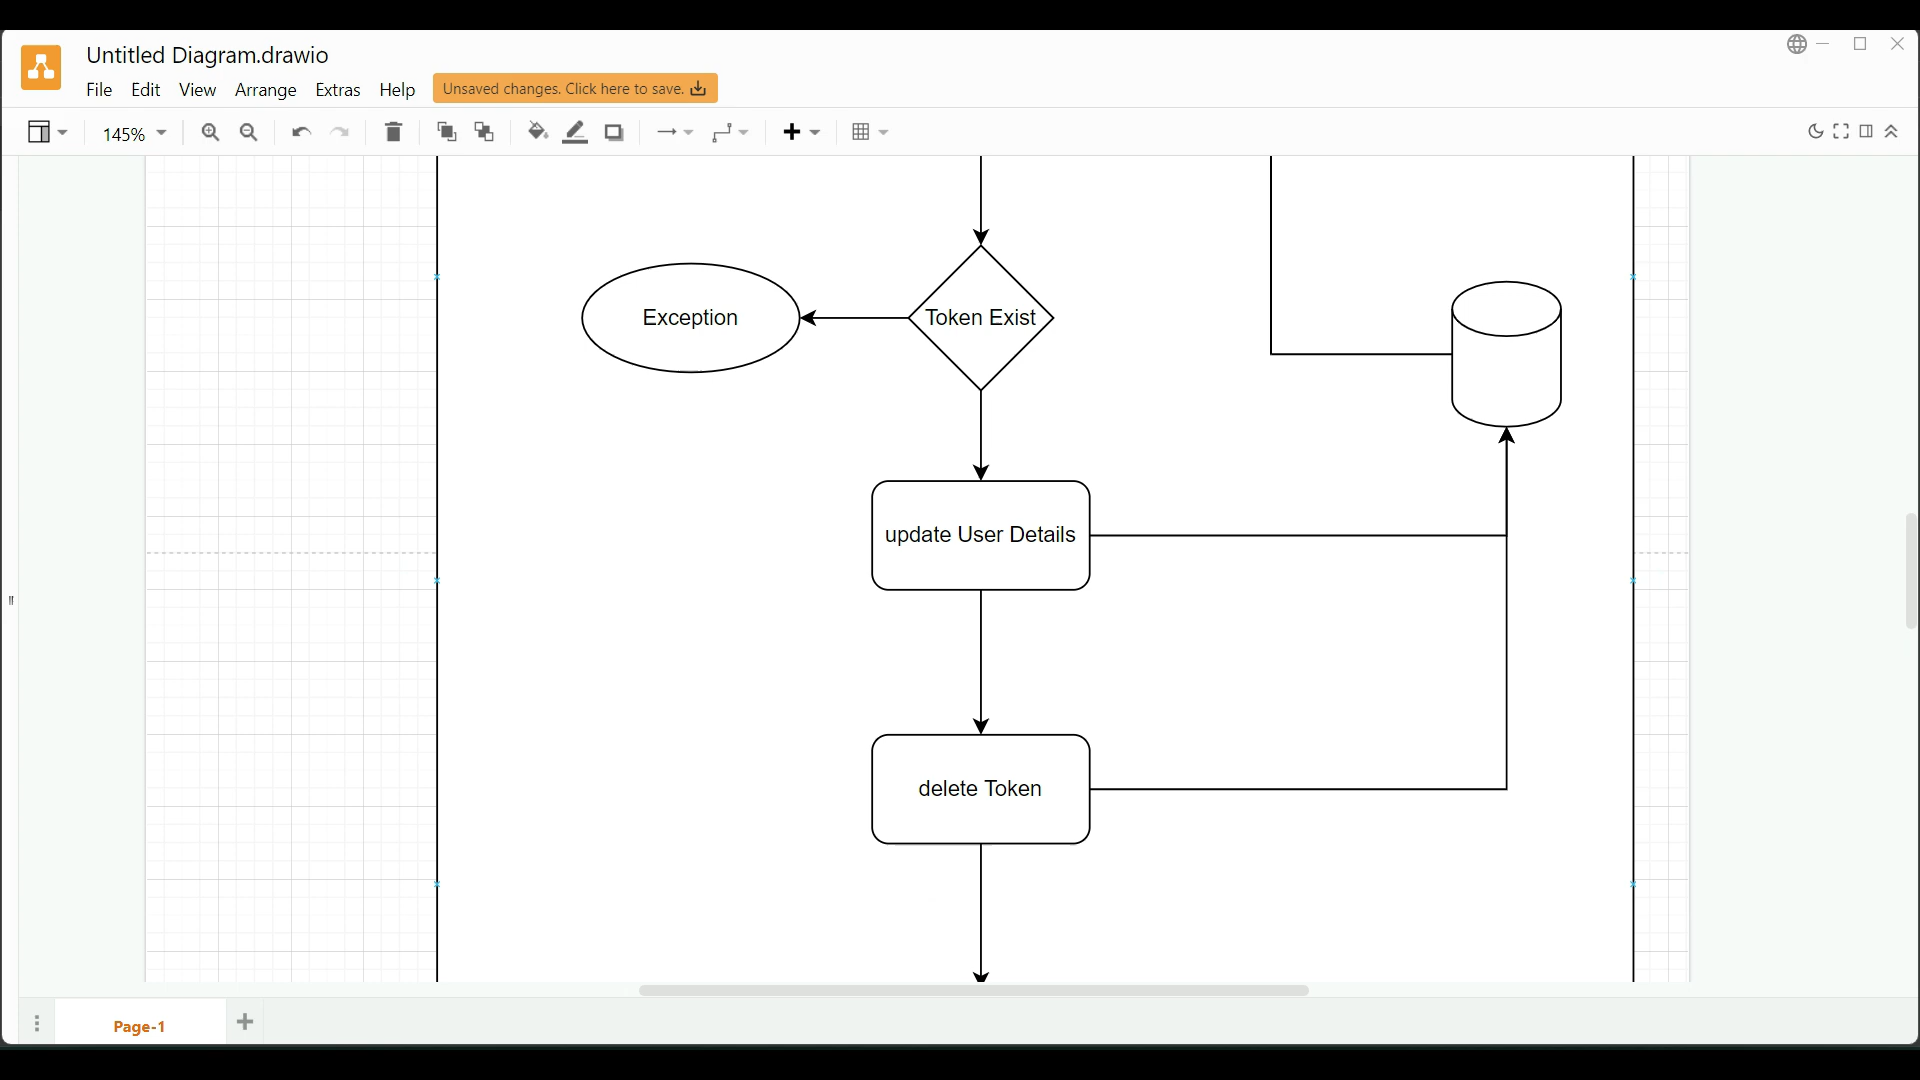 Untitled Diagram.drawio
File Edit View Arrange Extras Help Unsaved changes. Click here to save.
145%
Exception
Token Exist
update User Details
delete Token
Page-1